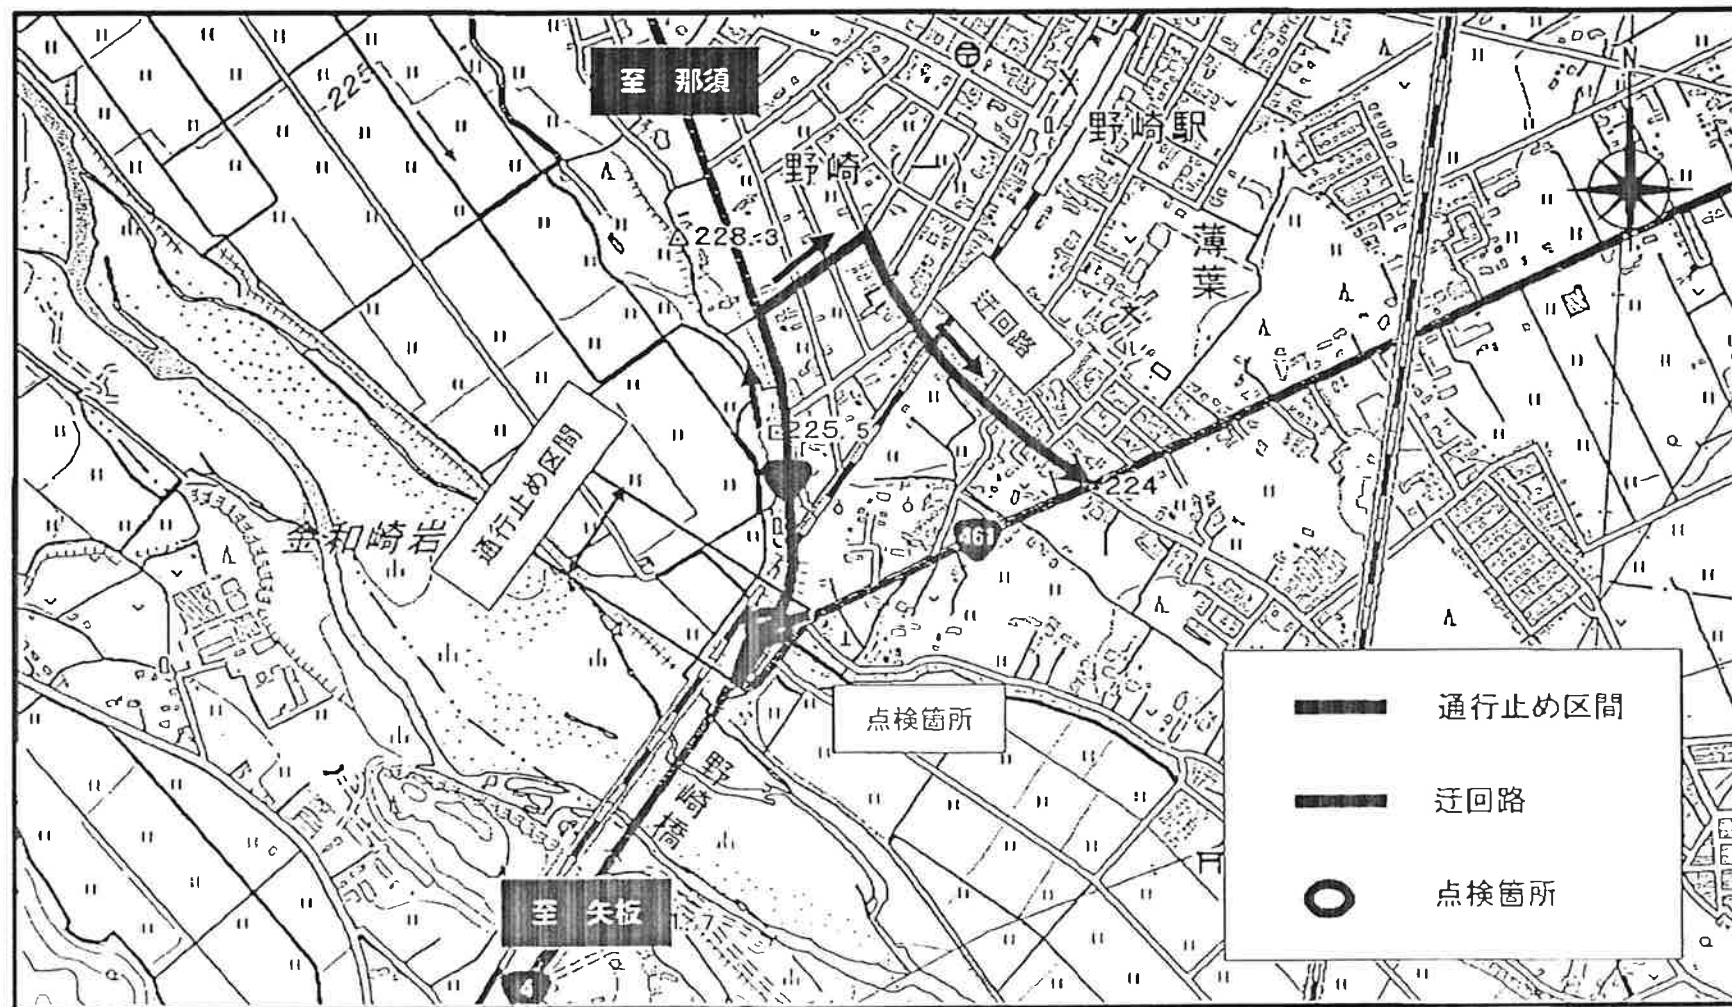 至 那須
225
野崎
野崎駅
N
228.3
薄葉
迂回路
225.5
通行止め区間
224
金和崎岩
461
点検箇所
野崎橋
至 矢板
4
通行止め区間
迂回路
点検箇所